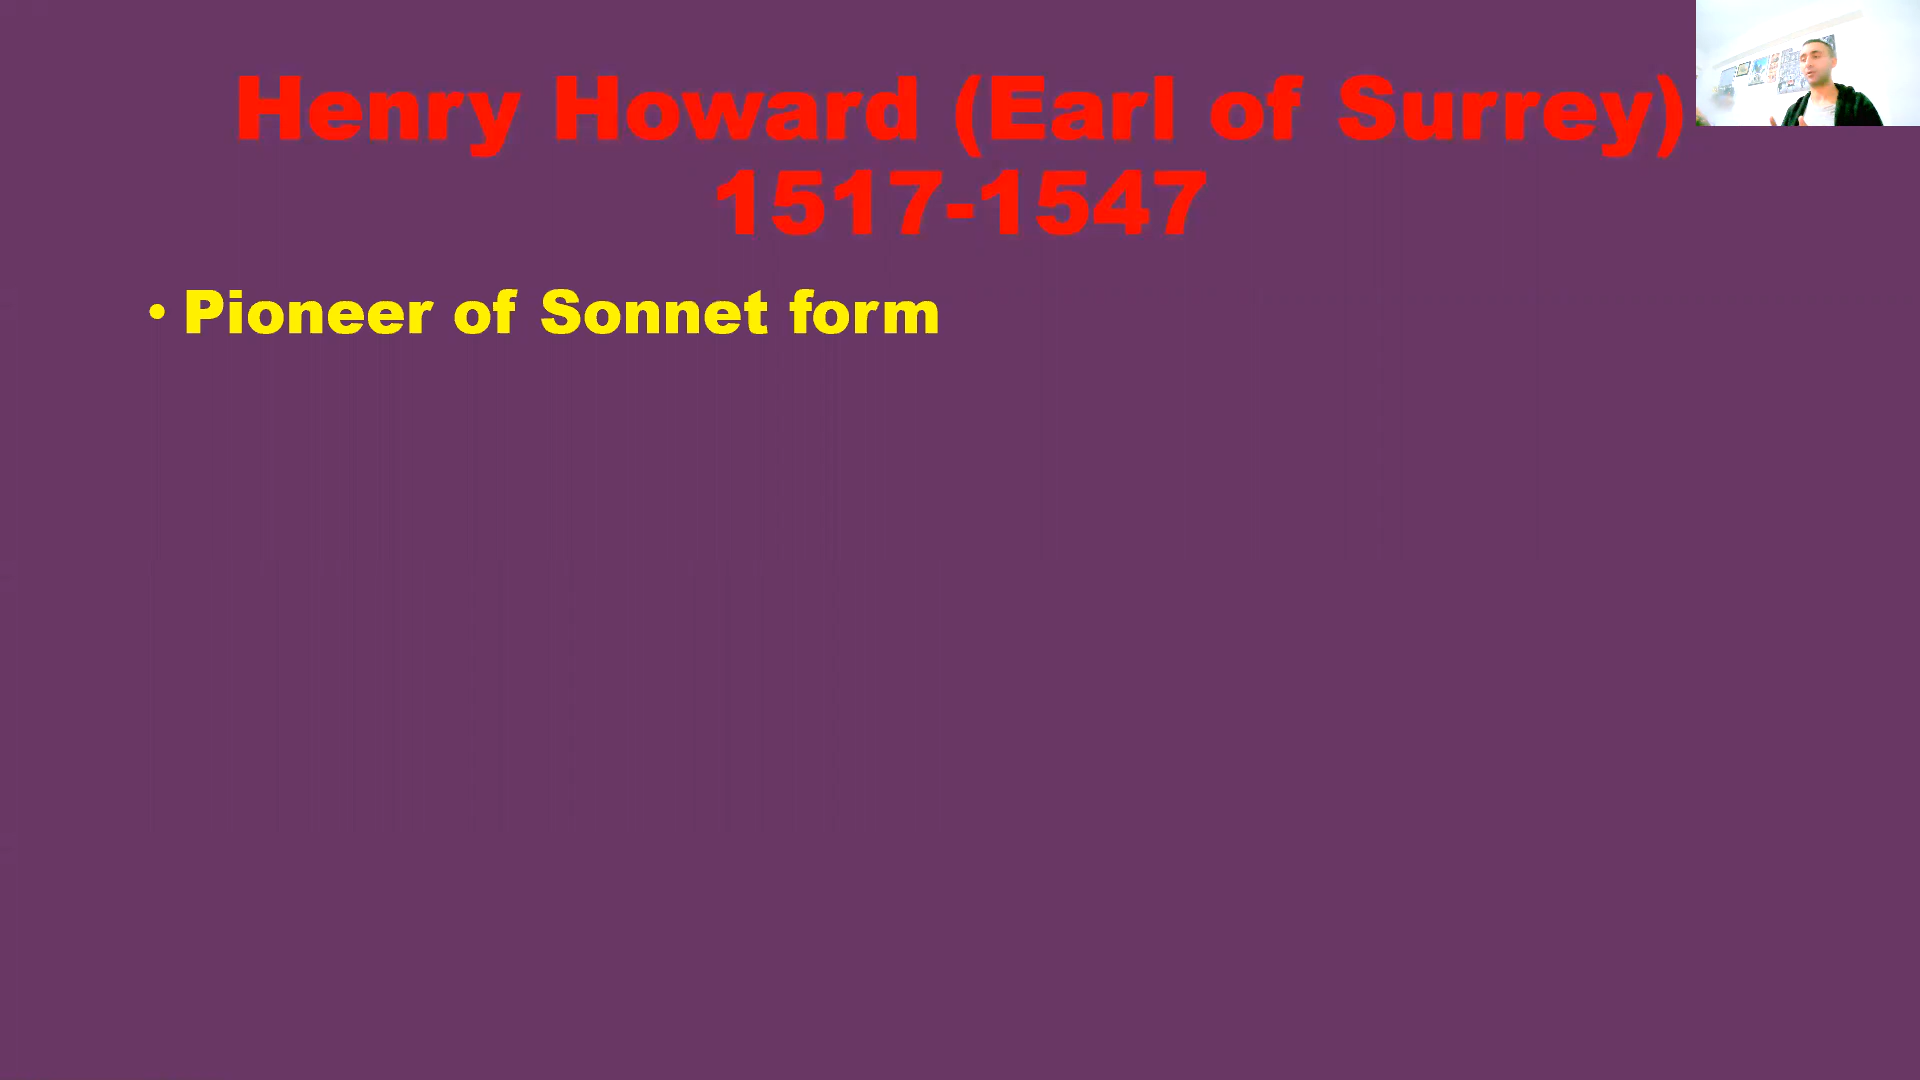 Henry Howard (Earl of Surrey)
1517-1547
• Pioneer of Sonnet form